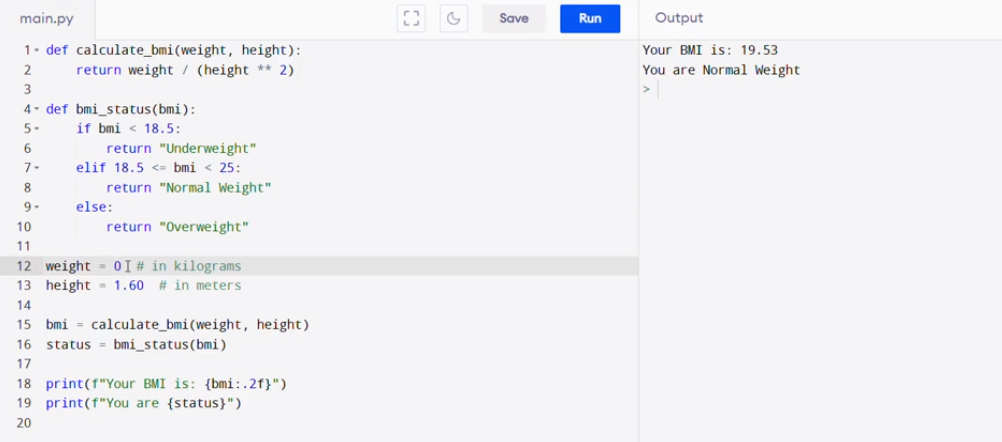 main.py
Save
Run
Output
1 def calculate_bmi(weight, height):
2     return weight / (height ** 2)
3
4 def bmi_status(bmi):
5     if bmi < 18.5:
6         return "Underweight"
7     elif 18.5 <= bmi < 25:
8         return "Normal Weight"
9     else:
10         return "Overweight"
11
12 weight = 0 # in kilograms
13 height = 1.60  # in meters
14
15 bmi = calculate_bmi(weight, height)
16 status = bmi_status(bmi)
17
18 print(f"Your BMI is: {bmi:.2f}")
19 print(f"You are {status}")
20
Your BMI is: 19.53
You are Normal Weight
>